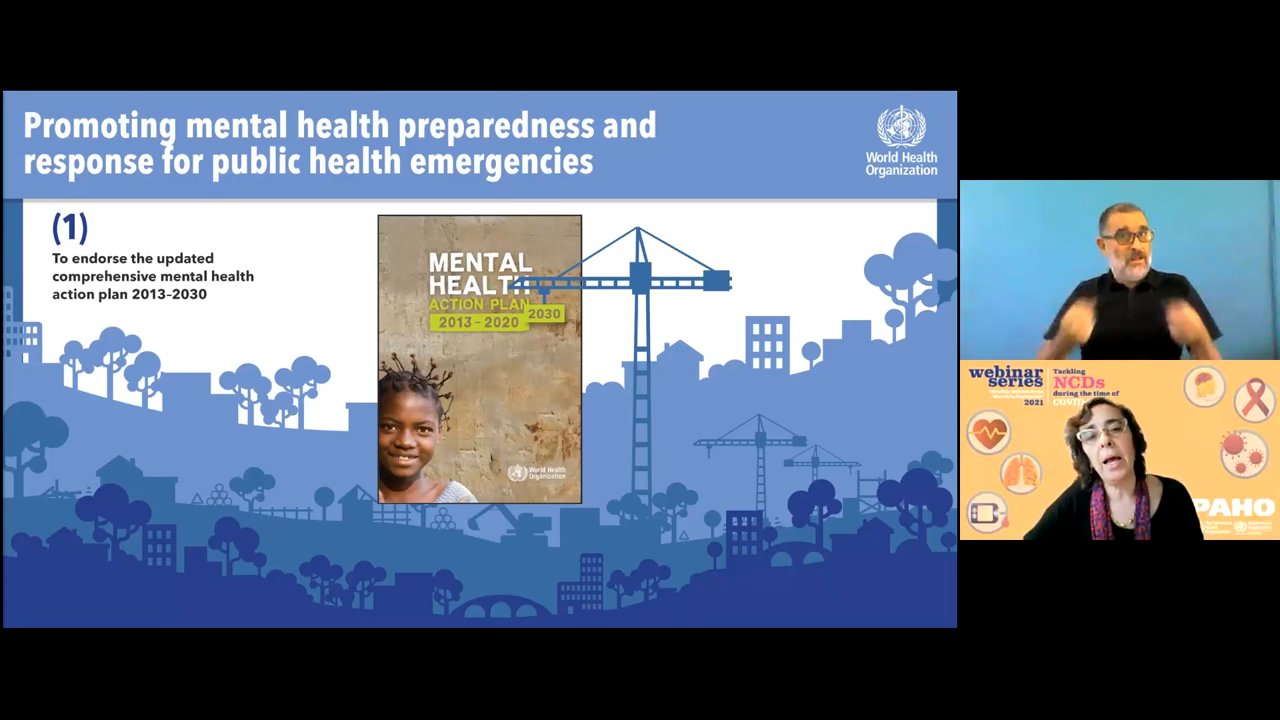 Promoting mental health preparedness and
response for public health emergencies
World Health
Organization
(1)
To endorse the updated
comprehensive mental health
action plan 2013–2030
MENTAL
HEALTH
ACTION PLAN
2013 - 2020
2030
World Health
Organization
webinar
series
2021
Tackling
NCDs
during the time of
PAHO